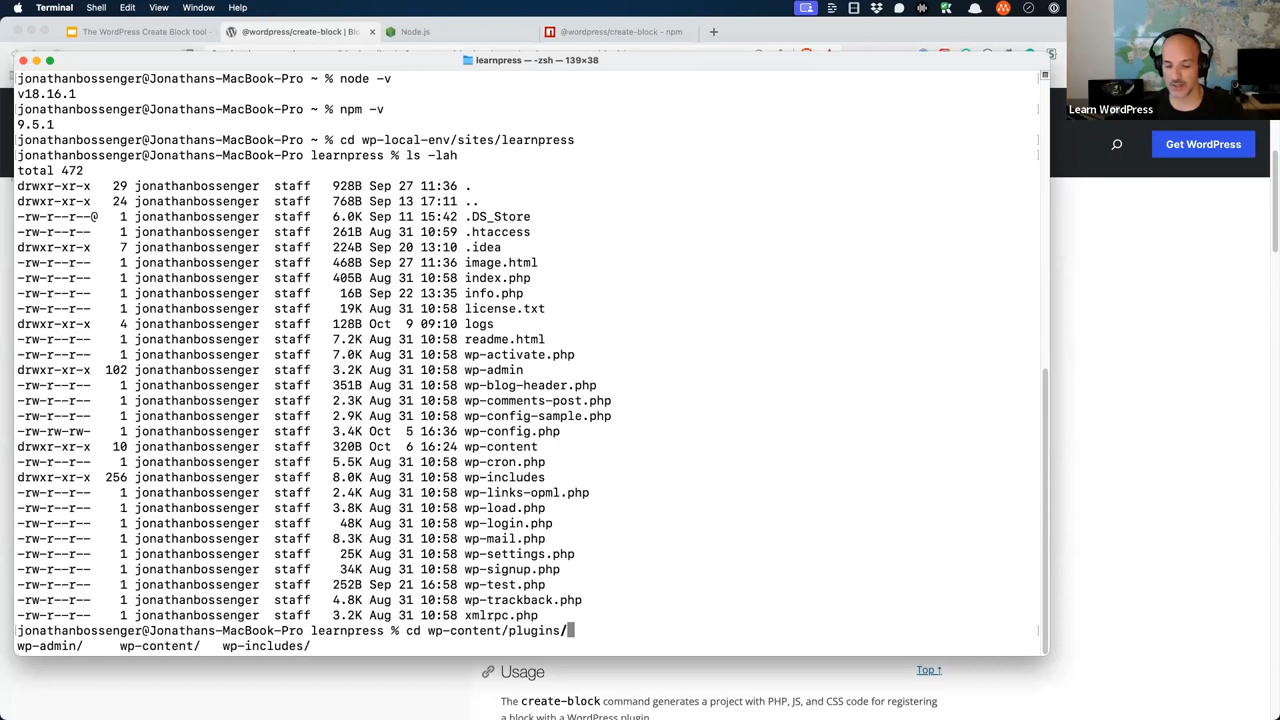 Terminal Shell Edit View Window Help
The WordPress Create Block tool - @wordpress/create-block | Bl Node.js @wordpress/create-block - npm
learnpress — -zsh — 139×38
jonathanbossenger@Jonathans-MacBook-Pro ~ % node -v
v18.16.1
jonathanbossenger@Jonathans-MacBook-Pro ~ % npm -v
9.5.1
jonathanbossenger@Jonathans-MacBook-Pro ~ % cd wp-local-env/sites/learnpress
jonathanbossenger@Jonathans-MacBook-Pro learnpress % ls -lah
total 472
drwxr-xr-x 29 jonathanbossenger staff 928B Sep 27 11:36 .
drwxr-xr-x 24 jonathanbossenger staff 768B Sep 13 17:11 ..
-rw-r--r--@ 1 jonathanbossenger staff 6.0K Sep 11 15:42 .DS_Store
-rw-r--r-- 1 jonathanbossenger staff 261B Aug 31 10:59 .htaccess
drwxr-xr-x 7 jonathanbossenger staff 224B Sep 20 13:10 .idea
-rw-r--r-- 1 jonathanbossenger staff 468B Sep 27 11:36 image.html
-rw-r--r-- 1 jonathanbossenger staff 405B Aug 31 10:58 index.php
-rw-r--r-- 1 jonathanbossenger staff 16B Sep 22 13:35 info.php
-rw-r--r-- 1 jonathanbossenger staff 19K Aug 31 10:58 license.txt
drwxr-xr-x 4 jonathanbossenger staff 128B Oct 9 09:10 logs
-rw-r--r-- 1 jonathanbossenger staff 7.2K Aug 31 10:58 readme.html
-rw-r--r-- 1 jonathanbossenger staff 7.0K Aug 31 10:58 wp-activate.php
drwxr-xr-x 102 jonathanbossenger staff 3.2K Aug 31 10:58 wp-admin
-rw-r--r-- 1 jonathanbossenger staff 351B Aug 31 10:58 wp-blog-header.php
-rw-r--r-- 1 jonathanbossenger staff 2.3K Aug 31 10:58 wp-comments-post.php
-rw-r--r-- 1 jonathanbossenger staff 2.9K Aug 31 10:58 wp-config-sample.php
-rw-rw-rw- 1 jonathanbossenger staff 3.4K Oct 5 16:36 wp-config.php
drwxr-xr-x 10 jonathanbossenger staff 320B Oct 6 16:24 wp-content
-rw-r--r-- 1 jonathanbossenger staff 5.5K Aug 31 10:58 wp-cron.php
drwxr-xr-x 256 jonathanbossenger staff 8.0K Aug 31 10:58 wp-includes
-rw-r--r-- 1 jonathanbossenger staff 2.4K Aug 31 10:58 wp-links-opml.php
-rw-r--r-- 1 jonathanbossenger staff 3.8K Aug 31 10:58 wp-load.php
-rw-r--r-- 1 jonathanbossenger staff 48K Aug 31 10:58 wp-login.php
-rw-r--r-- 1 jonathanbossenger staff 8.3K Aug 31 10:58 wp-mail.php
-rw-r--r-- 1 jonathanbossenger staff 25K Aug 31 10:58 wp-settings.php
-rw-r--r-- 1 jonathanbossenger staff 34K Aug 31 10:58 wp-signup.php
-rw-r--r-- 1 jonathanbossenger staff 252B Sep 21 16:58 wp-test.php
-rw-r--r-- 1 jonathanbossenger staff 4.8K Aug 31 10:58 wp-trackback.php
-rw-r--r-- 1 jonathanbossenger staff 3.2K Aug 31 10:58 xmlrpc.php
jonathanbossenger@Jonathans-MacBook-Pro learnpress % cd wp-content/plugins/
wp-admin/ wp-content/ wp-includes/
Learn WordPress
Get WordPress
Usage Top ↑
The create-block command generates a project with PHP, JS, and CSS code for registering
a block with a WordPress plugin.